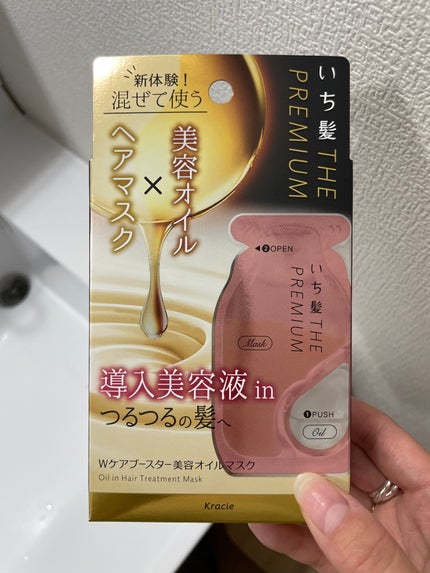 新体験！
混ぜて使う
美容オイル
×
ヘアマスク
いち髪 THE
PREMIUM
◀❷OPEN
いち髪 THE
PREMIUM
Mask
❶PUSH
Oil
導入美容液in
つるつるの髪へ
Wケアブースター美容オイルマスク
Oil in Hair Treatment Mask
Kracie